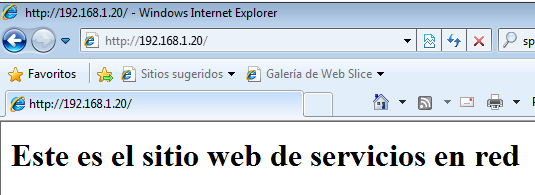 http://192.168.1.20/ - Windows Internet Explorer
http://192.168.1.20/
sp
Favoritos Sitios sugeridos Galería de Web Slice
http://192.168.1.20/
Este es el sitio web de servicios en red